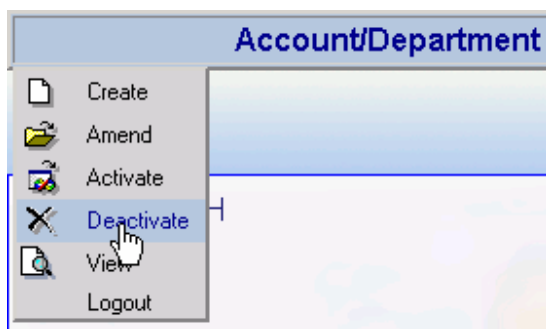 Account/Department
Create
Amend
Activate
Deactivate
View
Logout